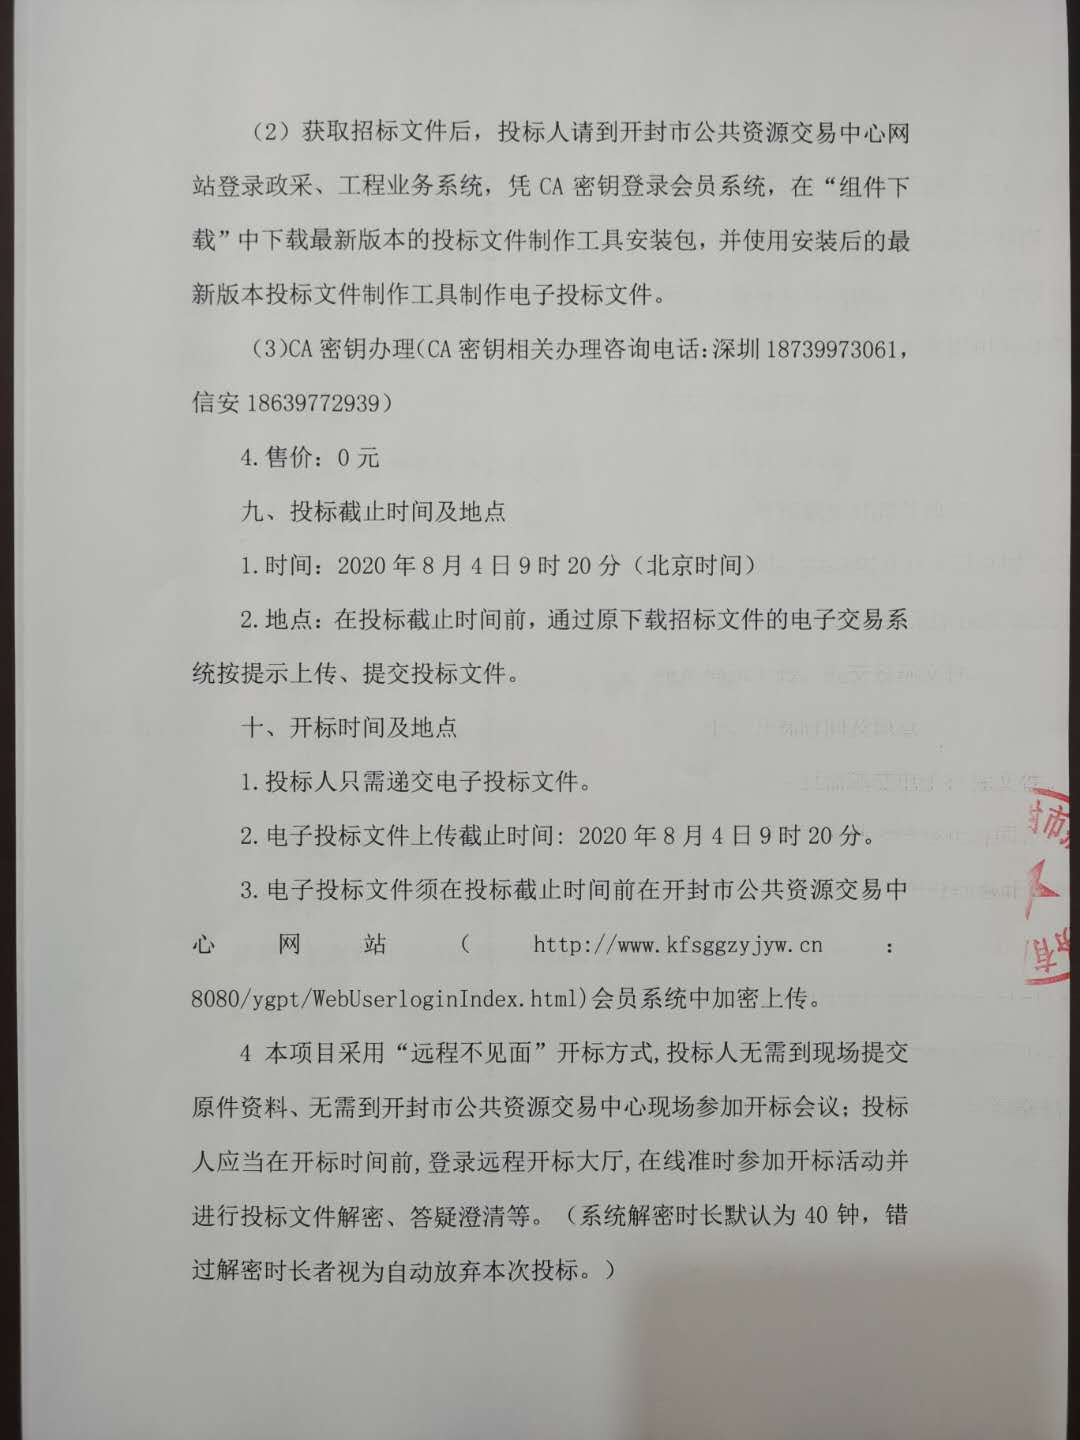 （2）获取招标文件后，投标人请到开封市公共资源交易中心网
站登录政采、工程业务系统，凭 CA 密钥登录会员系统，在“组件下
载”中下载最新版本的投标文件制作工具安装包，并使用安装后的最
新版本投标文件制作工具制作电子投标文件。
（3）CA 密钥办理（CA 密钥相关办理咨询电话：深圳 18739973061，
信安 18639772939）
4.售价：0 元
九、投标截止时间及地点
1.时间：2020 年 8 月 4 日 9 时 20 分（北京时间）
2.地点：在投标截止时间前，通过原下载招标文件的电子交易系
统按提示上传、提交投标文件。
十、开标时间及地点
1.投标人只需递交电子投标文件。
2.电子投标文件上传截止时间: 2020 年 8 月 4 日 9 时 20 分。
3.电子投标文件须在投标截止时间前在开封市公共资源交易中
心网站（http://www.kfsggzyjyw.cn：
8080/ygpt/WebUserloginIndex.html)会员系统中加密上传。
4 本项目采用“远程不见面”开标方式,投标人无需到现场提交
原件资料、无需到开封市公共资源交易中心现场参加开标会议；投标
人应当在开标时间前,登录远程开标大厅,在线准时参加开标活动并
进行投标文件解密、答疑澄清等。（系统解密时长默认为 40 钟，错
过解密时长者视为自动放弃本次投标。）
封市
有